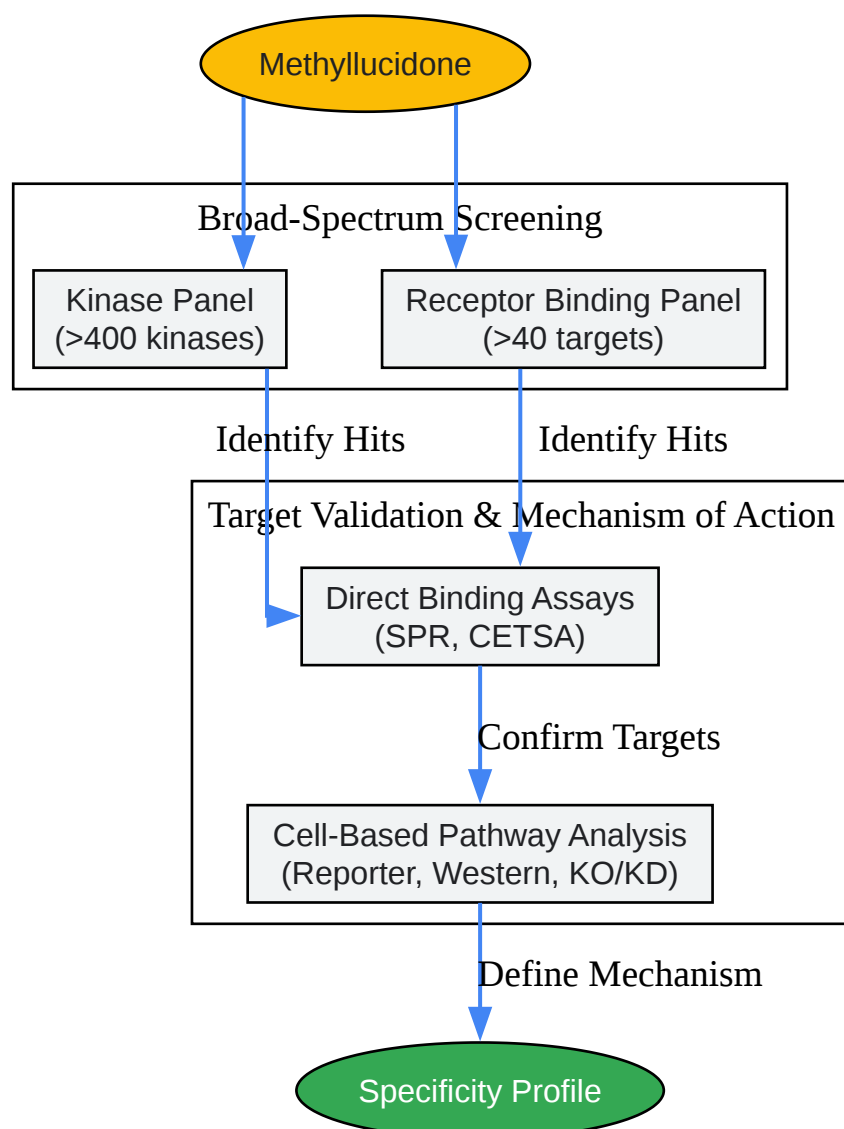 Methyllucidone
Broad-Spectrum Screening
Kinase Panel
(>400 kinases)
Receptor Binding Panel
(>40 targets)
Identify Hits
Identify Hits
Target Validation & Mechanism of Action
Direct Binding Assays
(SPR, CETSA)
Confirm Targets
Cell-Based Pathway Analysis
(Reporter, Western, KO/KD)
Define Mechanism
Specificity Profile